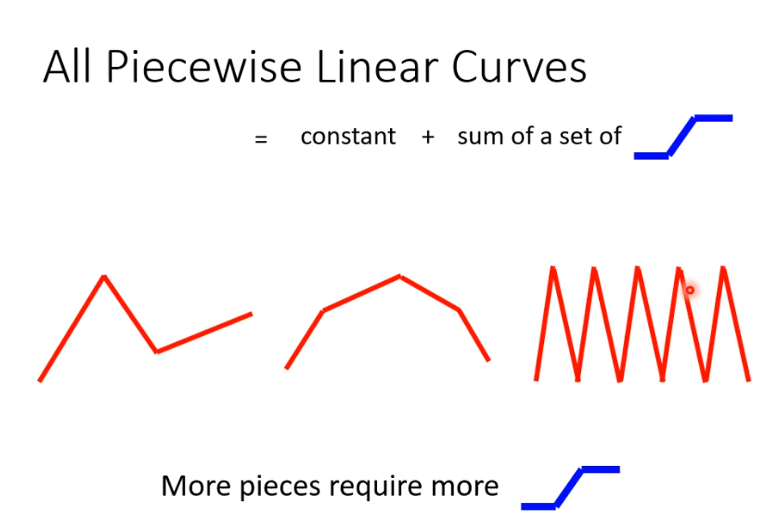 All Piecewise Linear Curves
= constant + sum of a set of
More pieces require more